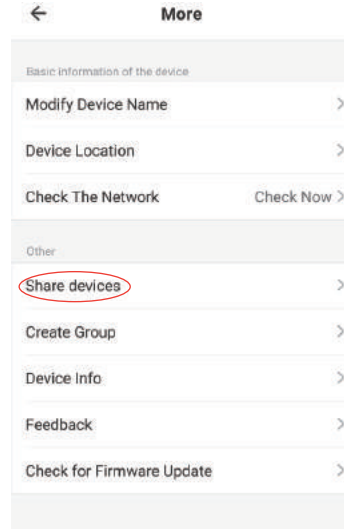 More
Basic information of the device
Modify Device Name
Device Location
Check The Network Check Now
Other
Share devices
Create Group
Device Info
Feedback
Check for Firmware Update